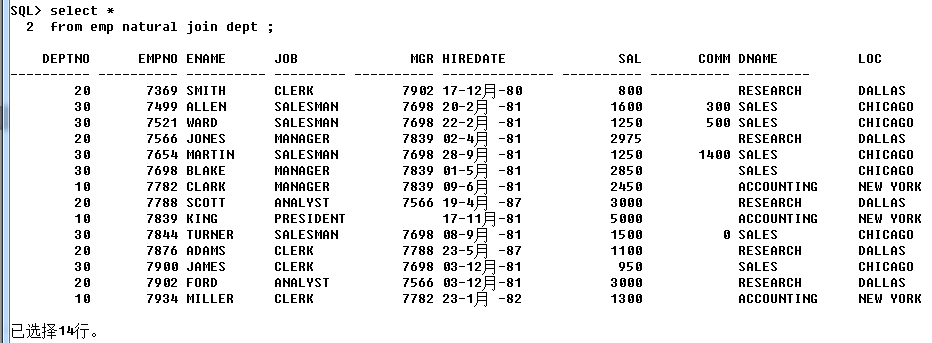 SQL> select *
  2  from emp natural join dept ;
    DEPTNO      EMPNO ENAME      JOB              MGR HIREDATE              SAL       COMM DNAME          LOC
---------- ---------- ---------- --------- ---------- -------------- ---------- ---------- -------------- -------------
        20       7369 SMITH      CLERK           7902 17-12月-80            800            RESEARCH       DALLAS
        30       7499 ALLEN      SALESMAN        7698 20-2月 -81           1600        300 SALES          CHICAGO
        30       7521 WARD       SALESMAN        7698 22-2月 -81           1250        500 SALES          CHICAGO
        20       7566 JONES      MANAGER         7839 02-4月 -81           2975            RESEARCH       DALLAS
        30       7654 MARTIN     SALESMAN        7698 28-9月 -81           1250       1400 SALES          CHICAGO
        30       7698 BLAKE      MANAGER         7839 01-5月 -81           2850            SALES          CHICAGO
        10       7782 CLARK      MANAGER         7839 09-6月 -81           2450            ACCOUNTING     NEW YORK
        20       7788 SCOTT      ANALYST         7566 19-4月 -87           3000            RESEARCH       DALLAS
        10       7839 KING       PRESIDENT            17-11月-81           5000            ACCOUNTING     NEW YORK
        30       7844 TURNER     SALESMAN        7698 08-9月 -81           1500          0 SALES          CHICAGO
        20       7876 ADAMS      CLERK           7788 23-5月 -87           1100            RESEARCH       DALLAS
        30       7900 JAMES      CLERK           7698 03-12月-81            950            SALES          CHICAGO
        20       7902 FORD       ANALYST         7566 03-12月-81           3000            RESEARCH       DALLAS
        10       7934 MILLER     CLERK           7782 23-1月 -82           1300            ACCOUNTING     NEW YORK
已选择14行。